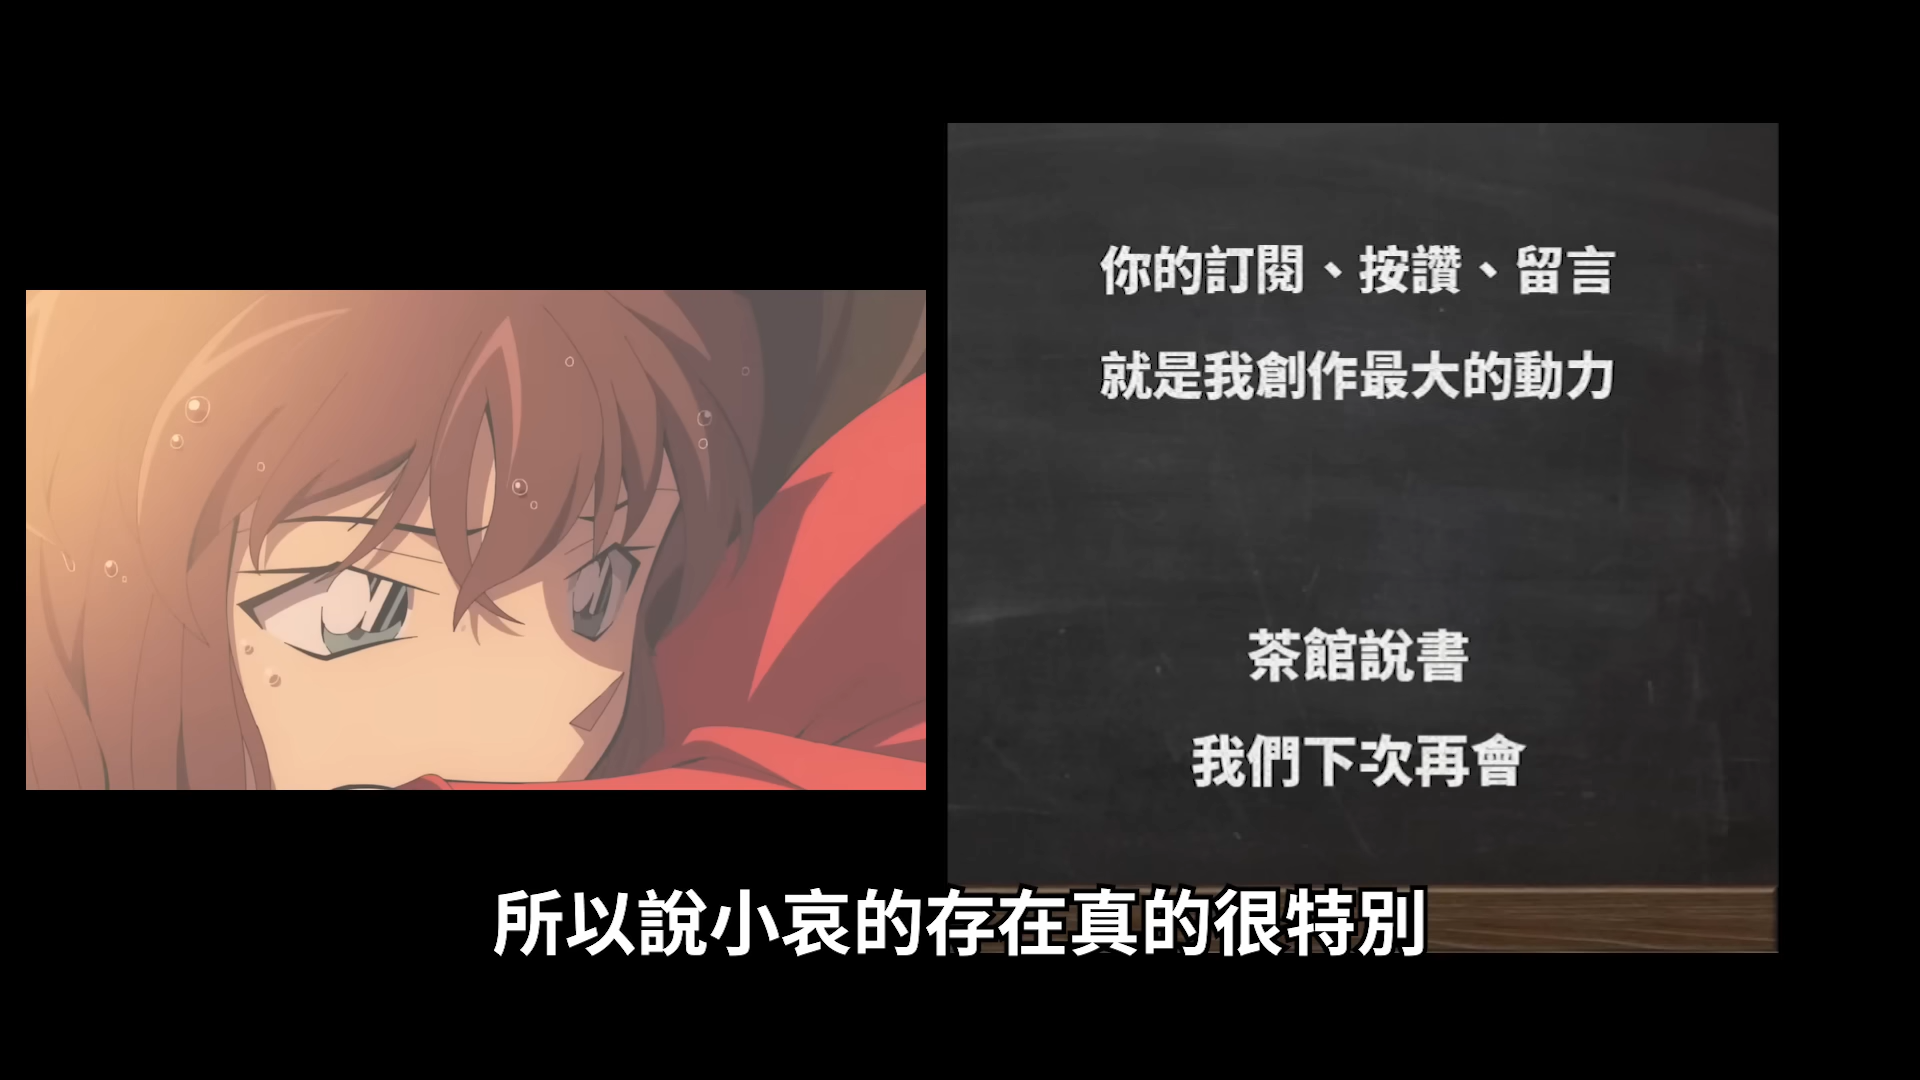 你的訂閱、按讚、留言
就是我創作最大的動力
茶館說書
我們下次再會
所以說小哀的存在真的很特別